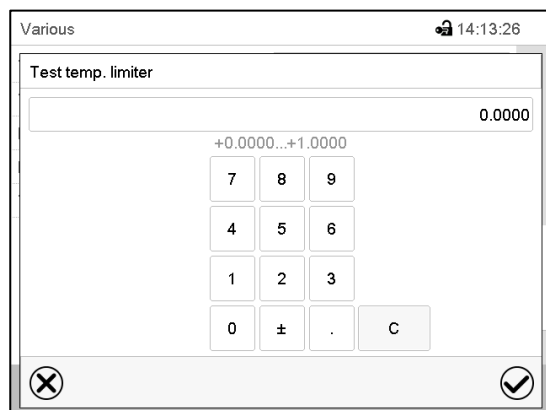 Various 14:13:26
Test temp. limiter
0.0000
+0.0000...+1.0000
7 8 9
4 5 6
1 2 3
0 ± . C